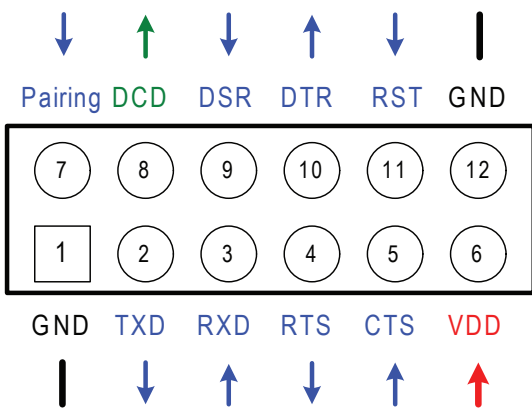 Pairing DCD DSR DTR RST GND
7 8 9 10 11 12
1 2 3 4 5 6
GND TXD RXD RTS CTS VDD